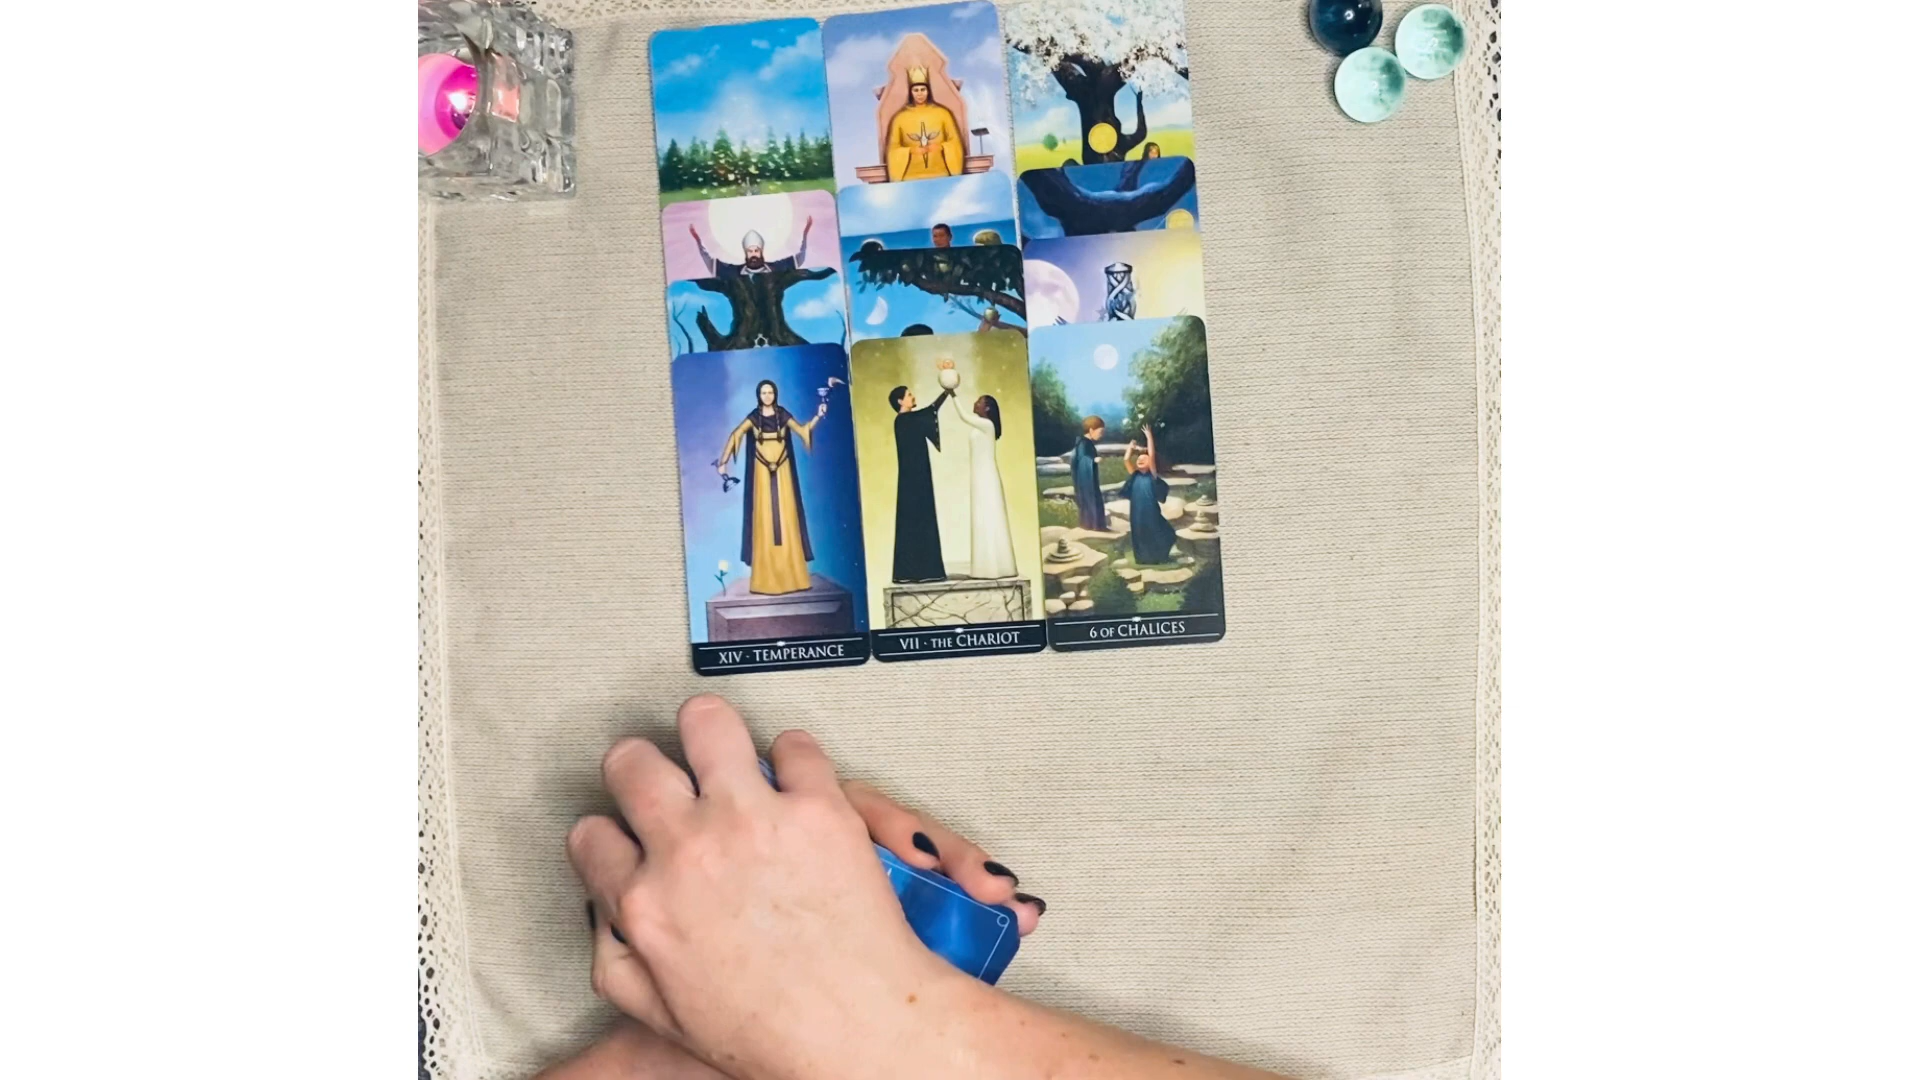 XIV · TEMPERANCE
VII · THE CHARIOT
6 OF CHALICES